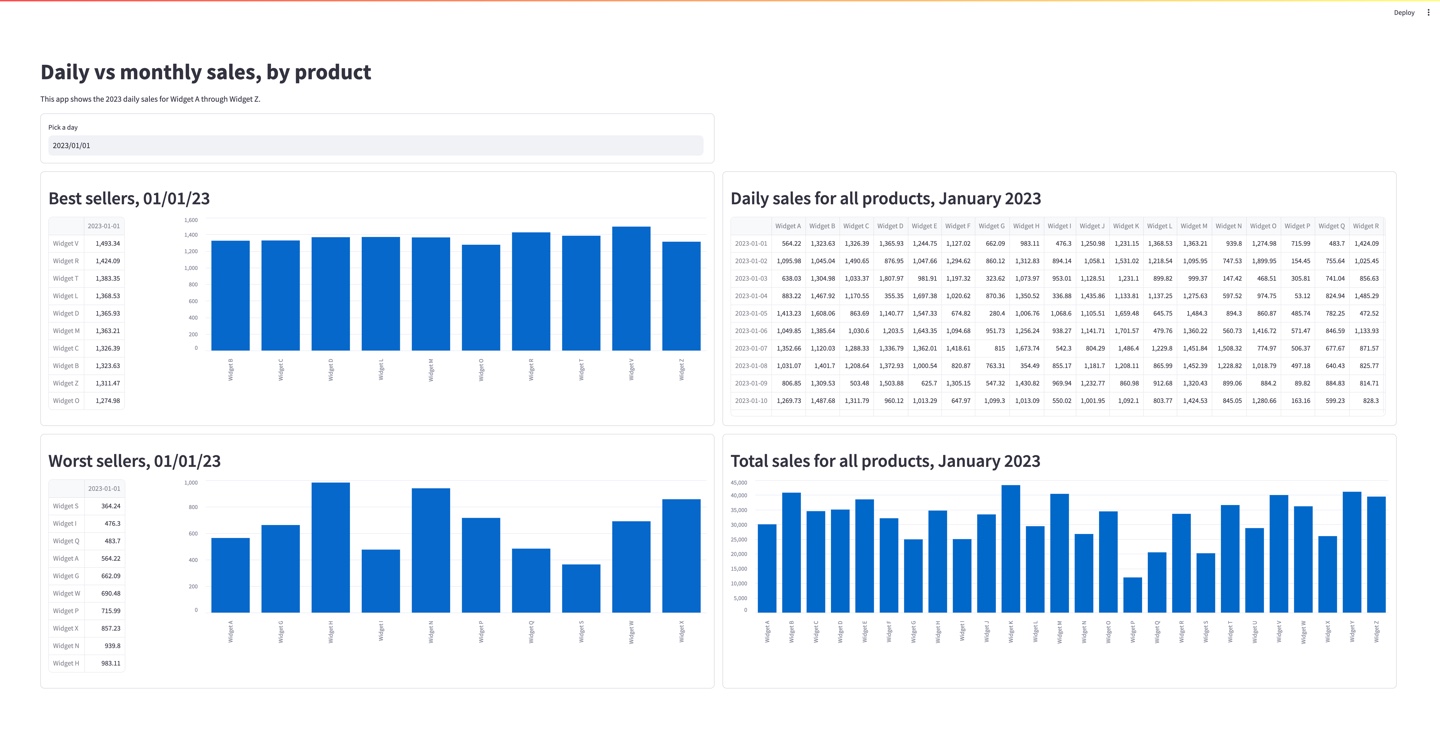 Deploy
Daily vs monthly sales, by product
This app shows the 2023 daily sales for Widget A through Widget Z.
Pick a day
2023/01/01
Best sellers, 01/01/23
2023-01-01
Widget V 1,493.34
Widget R 1,424.09
Widget T 1,383.35
Widget L 1,368.53
Widget D 1,365.93
Widget M 1,363.21
Widget C 1,326.39
Widget B 1,323.63
Widget Z 1,311.47
Widget O 1,274.98
1,600
1,400
1,200
1,000
800
600
400
200
0
Widget B Widget C Widget D Widget L Widget M Widget O Widget R Widget T Widget V Widget Z
Daily sales for all products, January 2023
Widget A Widget B Widget C Widget D Widget E Widget F Widget G Widget H Widget I Widget J Widget K Widget L Widget M Widget N Widget O Widget P Widget Q Widget R
2023-01-01 564.22 1,323.63 1,326.39 1,365.93 1,244.75 1,127.02 662.09 983.11 476.3 1,250.98 1,231.15 1,368.53 1,363.21 939.8 1,274.98 715.99 483.7 1,424.09
2023-01-02 1,095.98 1,045.04 1,490.65 876.95 1,047.66 1,294.62 860.12 1,312.83 894.14 1,058.1 1,531.02 1,218.54 1,095.95 747.53 1,899.95 154.45 755.64 1,025.45
2023-01-03 638.03 1,304.98 1,033.37 1,807.97 981.91 1,197.32 323.62 1,073.97 953.01 1,128.51 1,231.1 899.82 999.37 147.42 468.51 305.81 741.04 856.63
2023-01-04 883.22 1,467.92 1,170.55 355.35 1,697.38 1,020.62 870.36 1,350.52 336.88 1,435.86 1,133.81 1,137.25 1,275.63 597.52 974.75 53.12 824.94 1,485.29
2023-01-05 1,413.23 1,608.06 863.69 1,140.77 1,547.33 674.82 280.4 1,006.76 1,068.6 1,105.51 1,659.48 645.75 1,484.3 894.3 860.87 485.74 782.25 472.52
2023-01-06 1,049.85 1,385.64 1,030.6 1,203.5 1,643.35 1,094.68 951.73 1,256.24 938.27 1,141.71 1,701.57 479.76 1,360.22 560.73 1,416.72 571.47 846.59 1,133.93
2023-01-07 1,352.66 1,120.03 1,288.33 1,336.79 1,362.01 1,418.61 815 1,673.74 542.3 804.29 1,486.4 1,229.8 1,451.84 1,508.32 774.97 506.37 677.67 871.57
2023-01-08 1,031.07 1,401.7 1,208.64 1,372.93 1,000.54 820.87 763.31 354.49 855.17 1,181.7 1,208.11 865.99 1,452.39 1,228.82 1,018.79 497.18 640.43 825.77
2023-01-09 806.85 1,309.53 503.48 1,503.88 625.7 1,305.15 547.32 1,430.82 969.94 1,232.77 860.98 912.68 1,320.43 899.06 884.2 89.82 884.83 814.71
2023-01-10 1,269.73 1,487.68 1,311.79 960.12 1,013.29 647.97 1,099.3 1,013.09 550.02 1,001.95 1,092.1 803.77 1,424.53 845.05 1,280.66 163.16 599.23 828.3
Worst sellers, 01/01/23
2023-01-01
Widget S 364.24
Widget I 476.3
Widget Q 483.7
Widget A 564.22
Widget G 662.09
Widget W 690.48
Widget P 715.99
Widget X 857.23
Widget N 939.8
Widget H 983.11
1,000
800
600
400
200
0
Widget A Widget G Widget H Widget I Widget N Widget P Widget Q Widget S Widget W Widget X
Total sales for all products, January 2023
45,000
40,000
35,000
30,000
25,000
20,000
15,000
10,000
5,000
0
Widget A Widget B Widget C Widget D Widget E Widget F Widget G Widget H Widget I Widget J Widget K Widget L Widget M Widget N Widget O Widget P Widget Q Widget R Widget S Widget T Widget U Widget V Widget W Widget X Widget Y Widget Z